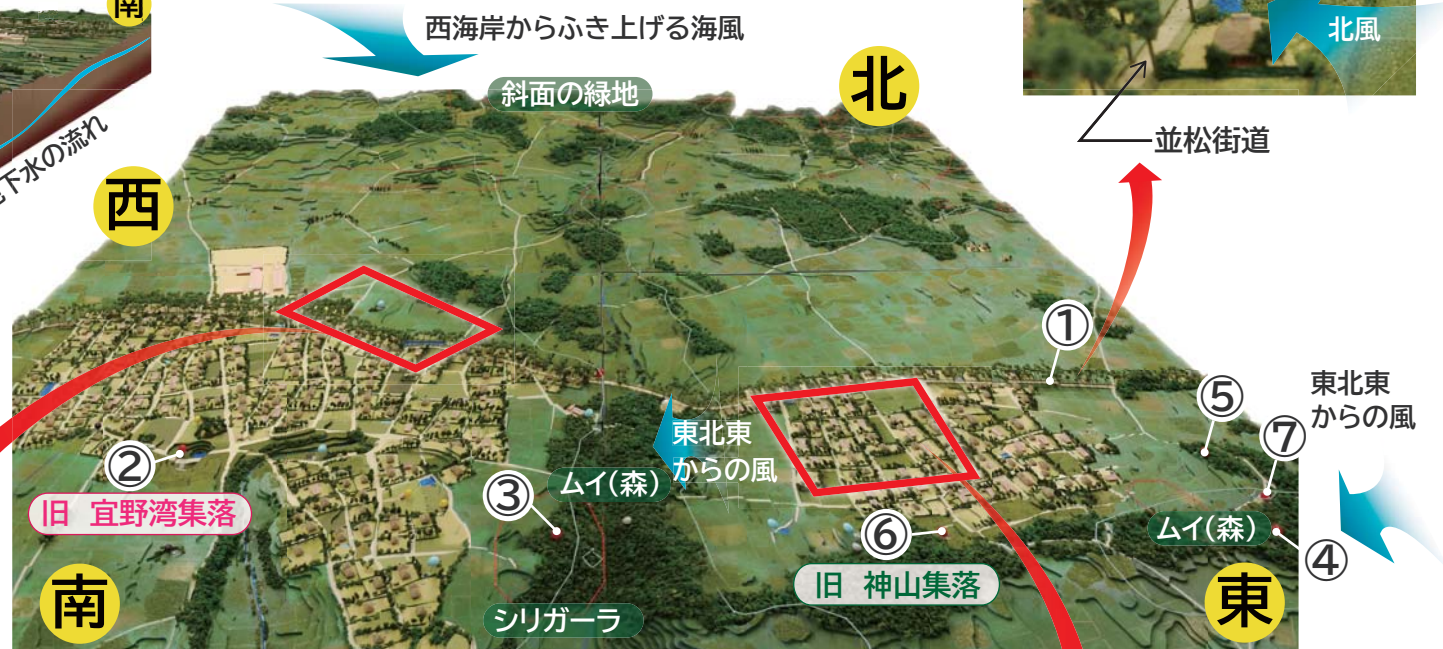 南
西海岸からふき上げる海風
北風
斜面の緑地
北
並松街道
下水の流れ
西
①
東北東
からの風
⑤
⑦
東北東
からの風
②
③
ムイ(森)
旧 宜野湾集落
⑥
ムイ(森)
④
旧 神山集落
南
シリガーラ
東